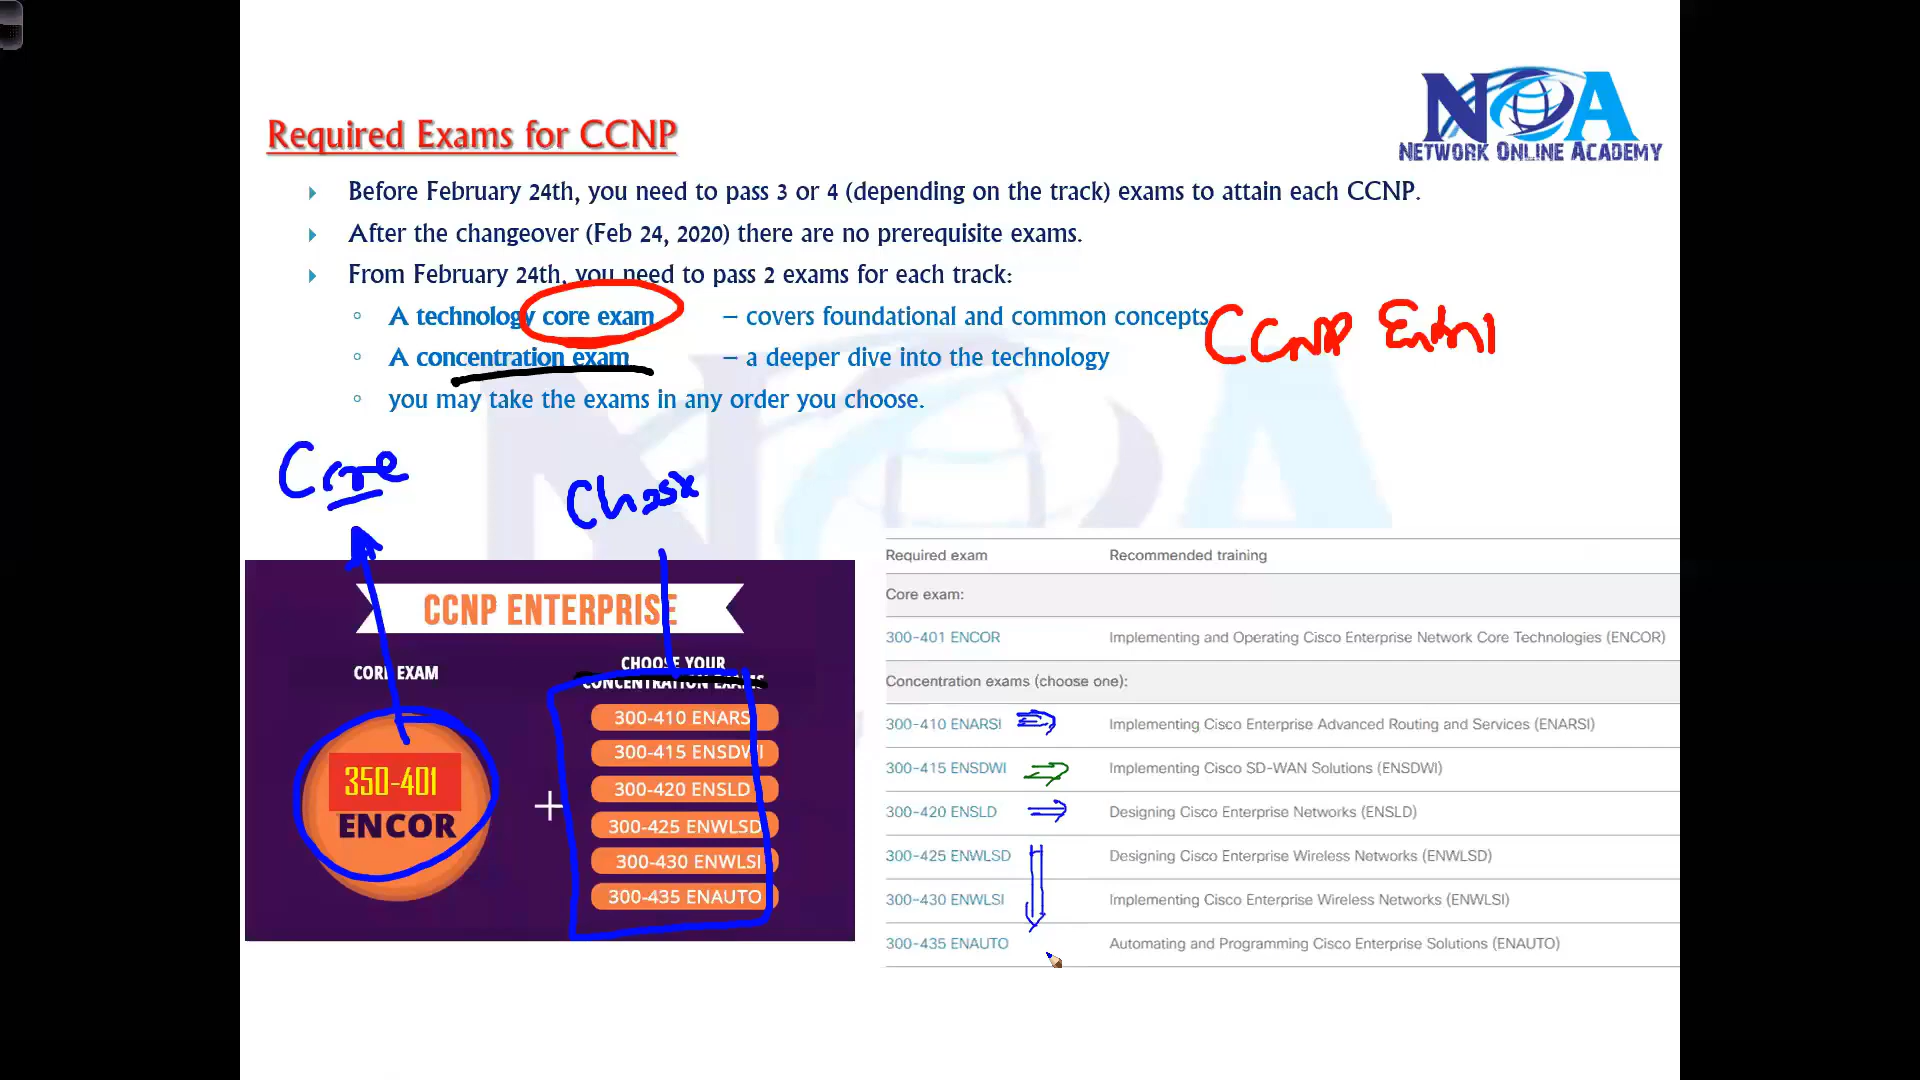 NOA
NETWORK ONLINE ACADEMY
Required Exams for CCNP
Before February 24th, you need to pass 3 or 4 (depending on the track) exams to attain each CCNP.
After the changeover (Feb 24, 2020) there are no prerequisite exams.
From February 24th, you need to pass 2 exams for each track:
A technology core exam – covers foundational and common concepts
A concentration exam – a deeper dive into the technology
CCNP
you may take the exams in any order you choose.
Core
CCNP ENTERPRISE
CORE EXAM
CHOOSE YOUR
CONCENTRATION EXAMS
350-401
ENCOR
+
300-410 ENARSI
300-415 ENSDWI
300-420 ENSLD
300-425 ENWLSD
300-430 ENWLSI
300-435 ENAUTO
Required exam Recommended training
Core exam:
300-401 ENCOR Implementing and Operating Cisco Enterprise Network Core Technologies (ENCOR)
Concentration exams (choose one):
300-410 ENARSI Implementing Cisco Enterprise Advanced Routing and Services (ENARSI)
300-415 ENSDWI Implementing Cisco SD-WAN Solutions (ENSDWI)
300-420 ENSLD Designing Cisco Enterprise Networks (ENSLD)
300-425 ENWLSD Designing Cisco Enterprise Wireless Networks (ENWLSD)
300-430 ENWLSI Implementing Cisco Enterprise Wireless Networks (ENWLSI)
300-435 ENAUTO Automating and Programming Cisco Enterprise Solutions (ENAUTO)